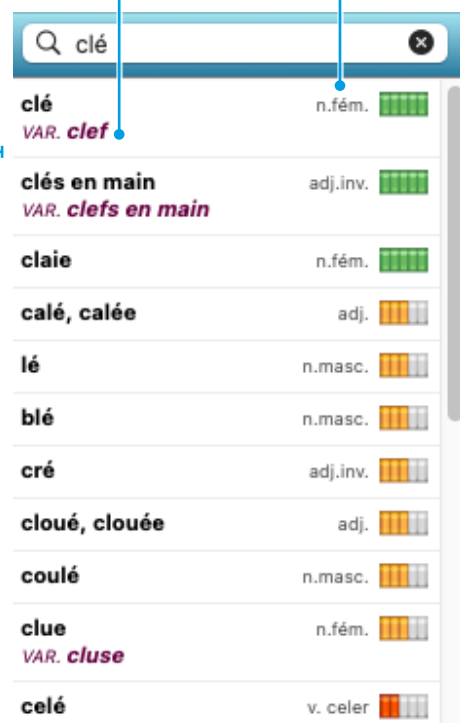 clé
clé n.fém.
VAR. clef
H
clés en main adj.inv.
VAR. clefs en main
claie n.fém.
calé, calée adj.
lé n.masc.
blé n.masc.
cré adj.inv.
cloué, clouée adj.
coulé n.masc.
clue n.fém.
VAR. cluse
celé v. celer